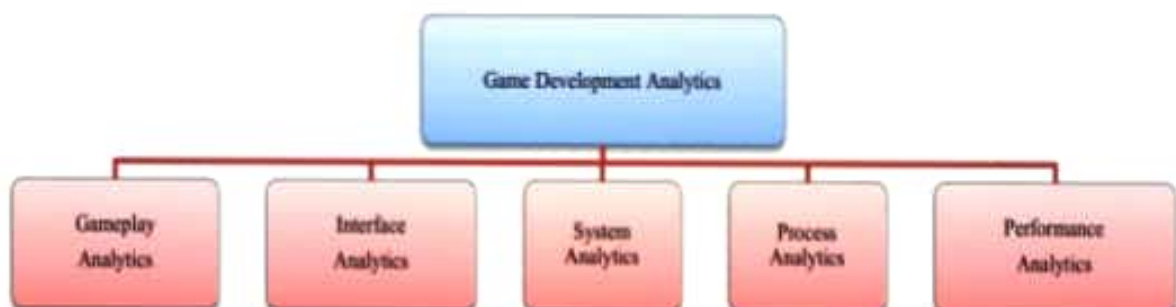 Game Development Analytics
Gameplay
Analytics
Interface
Analytics
System
Analytics
Process
Analytics
Performance
Analytics